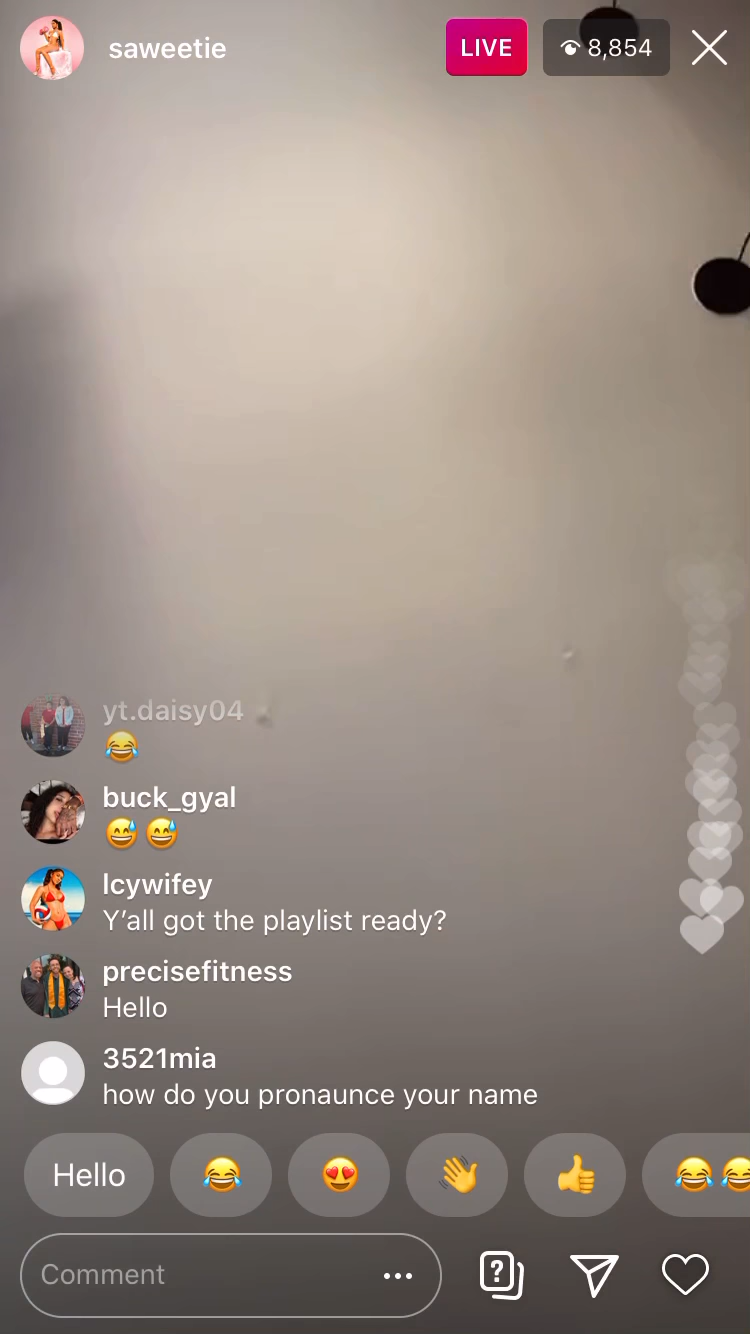 saweetie
LIVE
8,854
yt.daisy04
😂
buck_gyal
😅😅
lcywifey
Y’all got the playlist ready?
precisefitness
Hello
3521mia
how do you pronaunce your name
Hello 😂 😍 👋 👍 😂😂
Comment